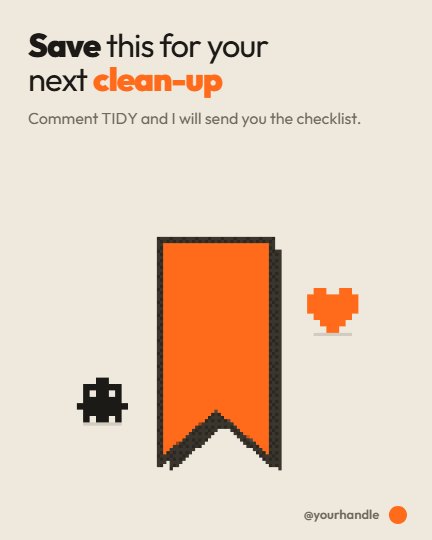 Save this for your
next clean-up
Comment TIDY and I will send you the checklist.
@yourhandle